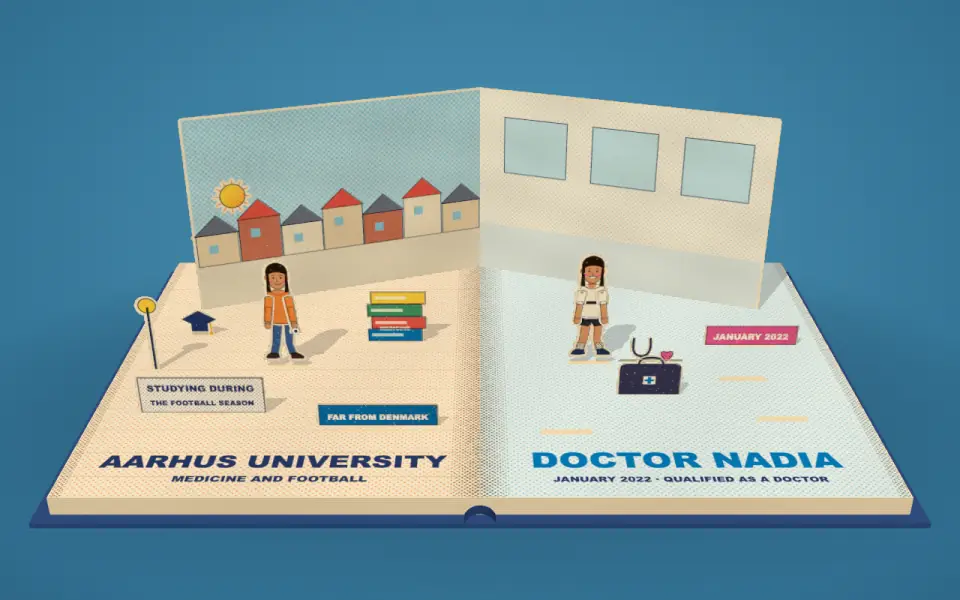 STUDYING DURING
THE FOOTBALL SEASON
FAR FROM DENMARK
AARHUS UNIVERSITY
MEDICINE AND FOOTBALL
JANUARY 2022
DOCTOR NADIA
JANUARY 2022 · QUALIFIED AS A DOCTOR